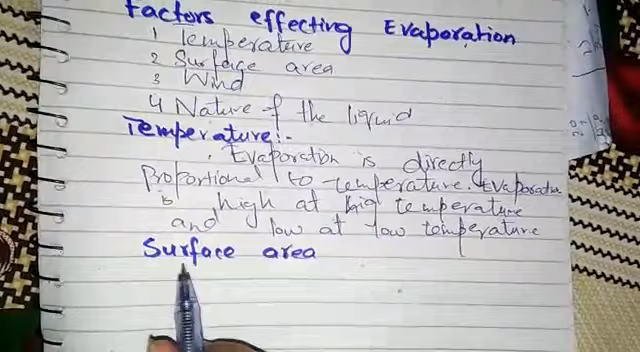 Factors effecting Evaporation
1 Temperature
2 Surface area
3 Wind
4 Nature of the liquid
Temperature:-
. Evaporation is directly
Proportional to temperature. Evaporation
is high at hig temperature
and low at low temperature
Surface area